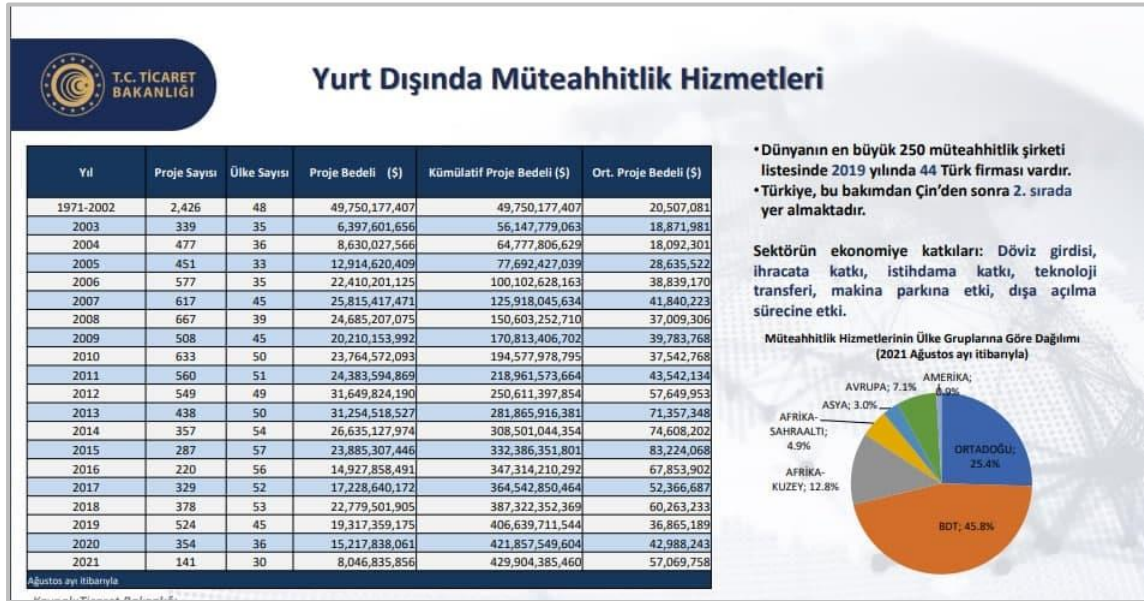 T.C. TİCARET
BAKANLIĞI
Yurt Dışında Müteahhitlik Hizmetleri
Yıl Proje Sayısı Ülke Sayısı Proje Bedeli ($) Kümülatif Proje Bedeli ($) Ort. Proje Bedeli ($)
1971-2002 2,426 48 49,750,177,407 49,750,177,407 20,507,081
2003 339 35 6,397,601,656 56,147,779,063 18,871,981
2004 477 36 8,630,027,566 64,777,806,629 18,092,301
2005 451 33 12,914,620,409 77,692,427,039 28,635,522
2006 577 35 22,410,201,125 100,102,628,163 38,839,170
2007 617 45 25,815,417,471 125,918,045,634 41,840,223
2008 667 39 24,685,207,075 150,603,252,710 37,009,306
2009 508 45 20,210,153,992 170,813,406,702 39,783,768
2010 633 50 23,764,572,093 194,577,978,795 37,542,768
2011 560 51 24,383,594,869 218,961,573,664 43,542,134
2012 549 49 31,649,824,190 250,611,397,854 57,649,953
2013 438 50 31,254,518,527 281,865,916,381 71,357,348
2014 357 54 26,635,127,974 308,501,044,354 74,608,202
2015 287 57 23,885,307,446 332,386,351,801 83,224,068
2016 220 56 14,927,858,491 347,314,210,292 67,853,902
2017 329 52 17,228,640,172 364,542,850,464 52,366,687
2018 378 53 22,779,501,905 387,322,352,369 60,263,233
2019 524 45 19,317,359,175 406,639,711,544 36,865,189
2020 354 36 15,217,838,061 421,857,549,604 42,988,243
2021 141 30 8,046,835,856 429,904,385,460 57,069,758
Ağustos ayı itibarıyla
Kaynak: Ticaret Bakanlığı
• Dünyanın en büyük 250 müteahhitlik şirketi
listesinde 2019 yılında 44 Türk firması vardır.
• Türkiye, bu bakımdan Çin'den sonra 2. sırada
yer almaktadır.
Sektörün ekonomiye katkıları: Döviz girdisi,
ihracata katkı, istihdama katkı, teknoloji
transferi, makina parkına etki, dışa açılma
sürecine etki.
Müteahhitlik Hizmetlerinin Ülke Gruplarına Göre Dağılımı
(2021 Ağustos ayı itibarıyla)
AMERİKA;
0.9%
AVRUPA; 7.1%
ASYA; 3.0%
AFRİKA-
SAHRAALTI;
4.9%
AFRİKA-
KUZEY; 12.8%
ORTADOĞU;
25.4%
BDT; 45.8%